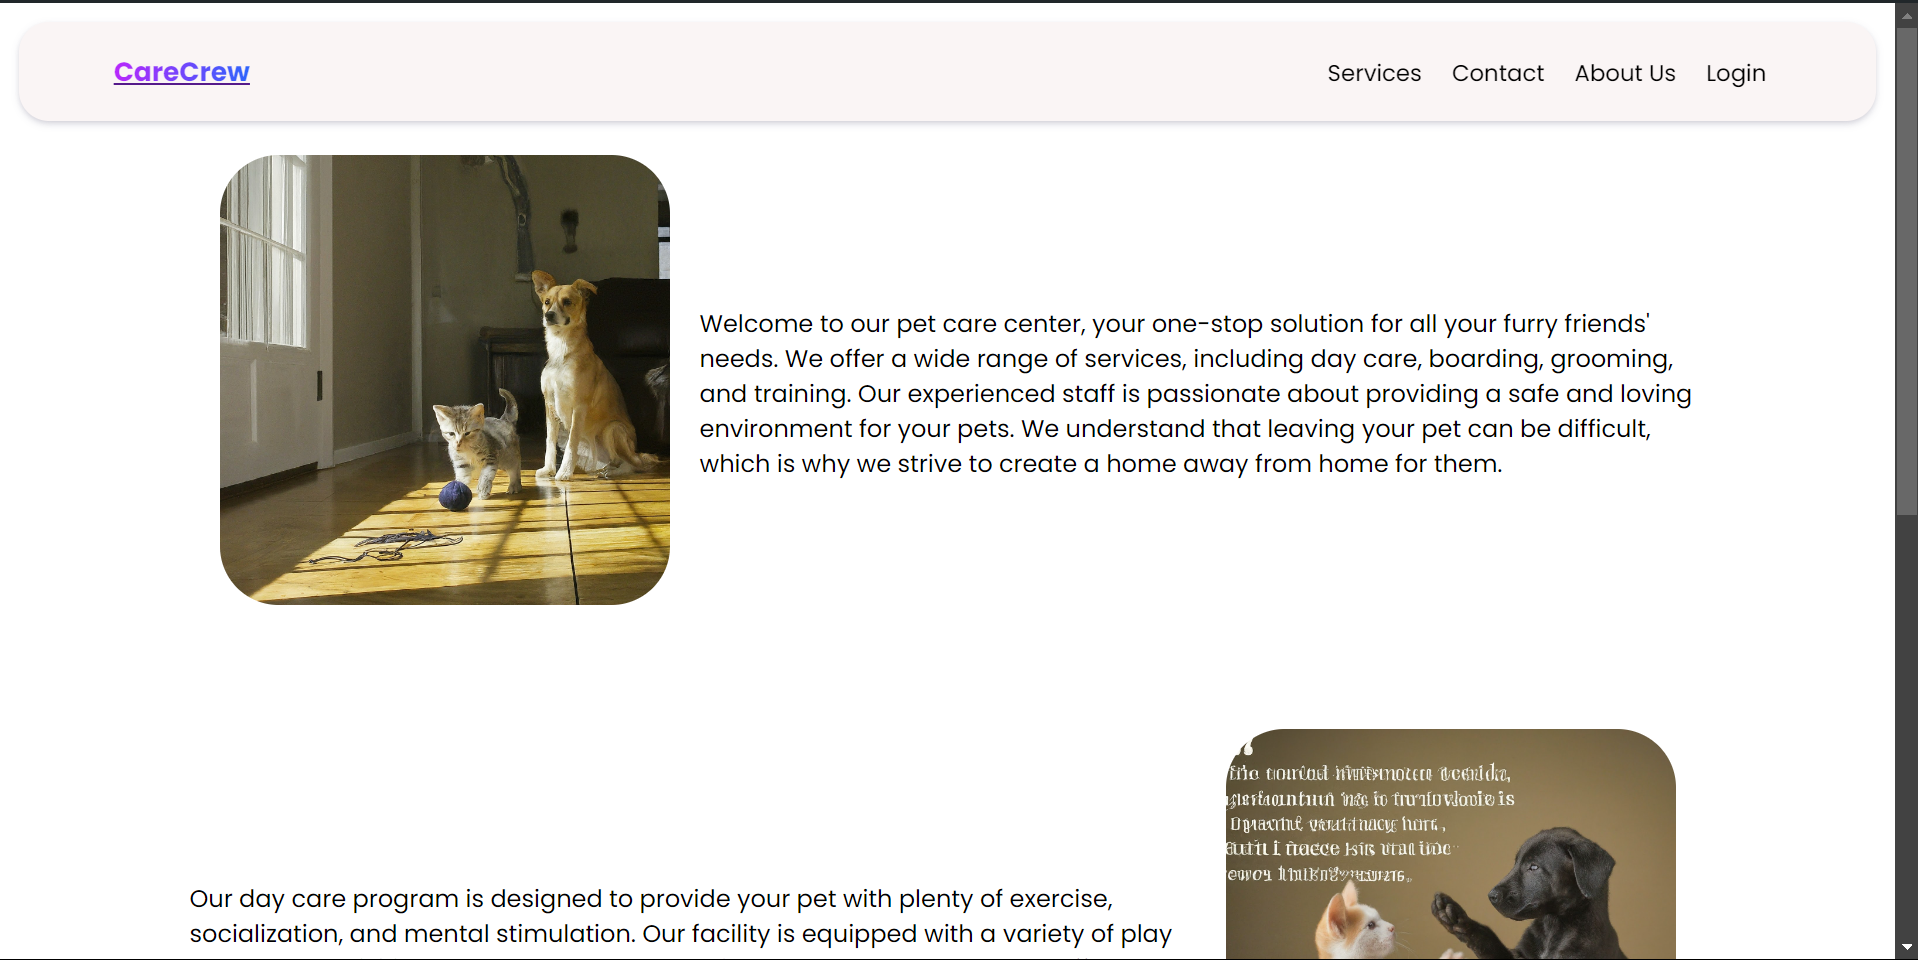 CareCrew
Services Contact About Us Login
Welcome to our pet care center, your one-stop solution for all your furry friends'
needs. We offer a wide range of services, including day care, boarding, grooming,
and training. Our experienced staff is passionate about providing a safe and loving
environment for your pets. We understand that leaving your pet can be difficult,
which is why we strive to create a home away from home for them.
Our day care program is designed to provide your pet with plenty of exercise,
socialization, and mental stimulation. Our facility is equipped with a variety of play